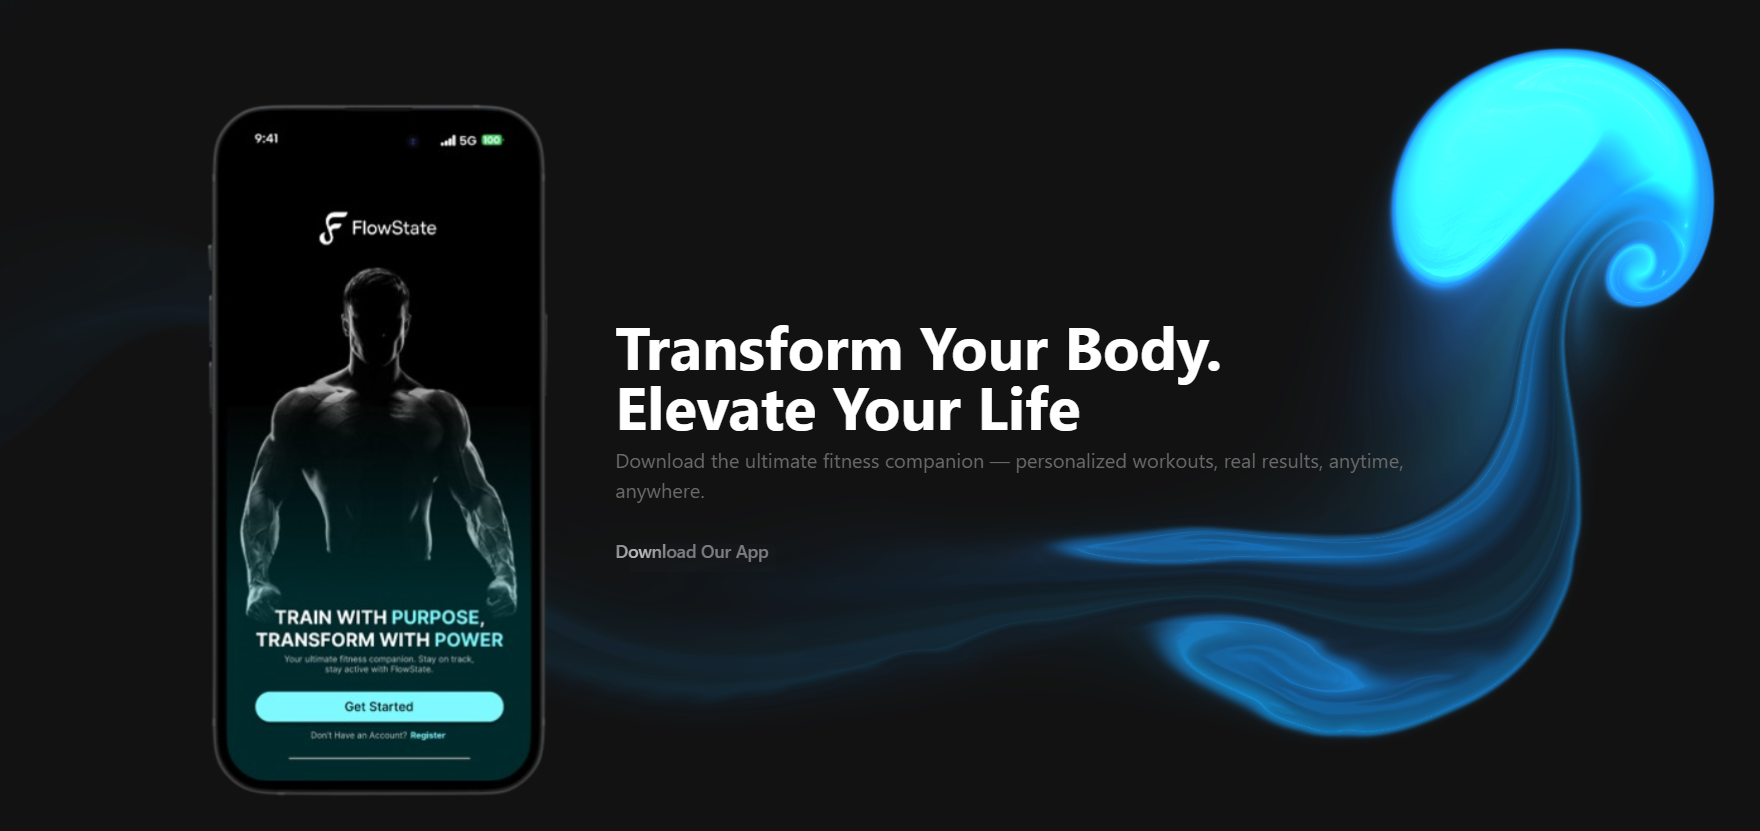 9:41
5G 100
FlowState
TRAIN WITH PURPOSE,
TRANSFORM WITH POWER
Your ultimate fitness companion. Stay on track,
stay active with FlowState.
Get Started
Don't Have an Account? Register
Transform Your Body.
Elevate Your Life
Download the ultimate fitness companion — personalized workouts, real results, anytime,
anywhere.
Download Our App